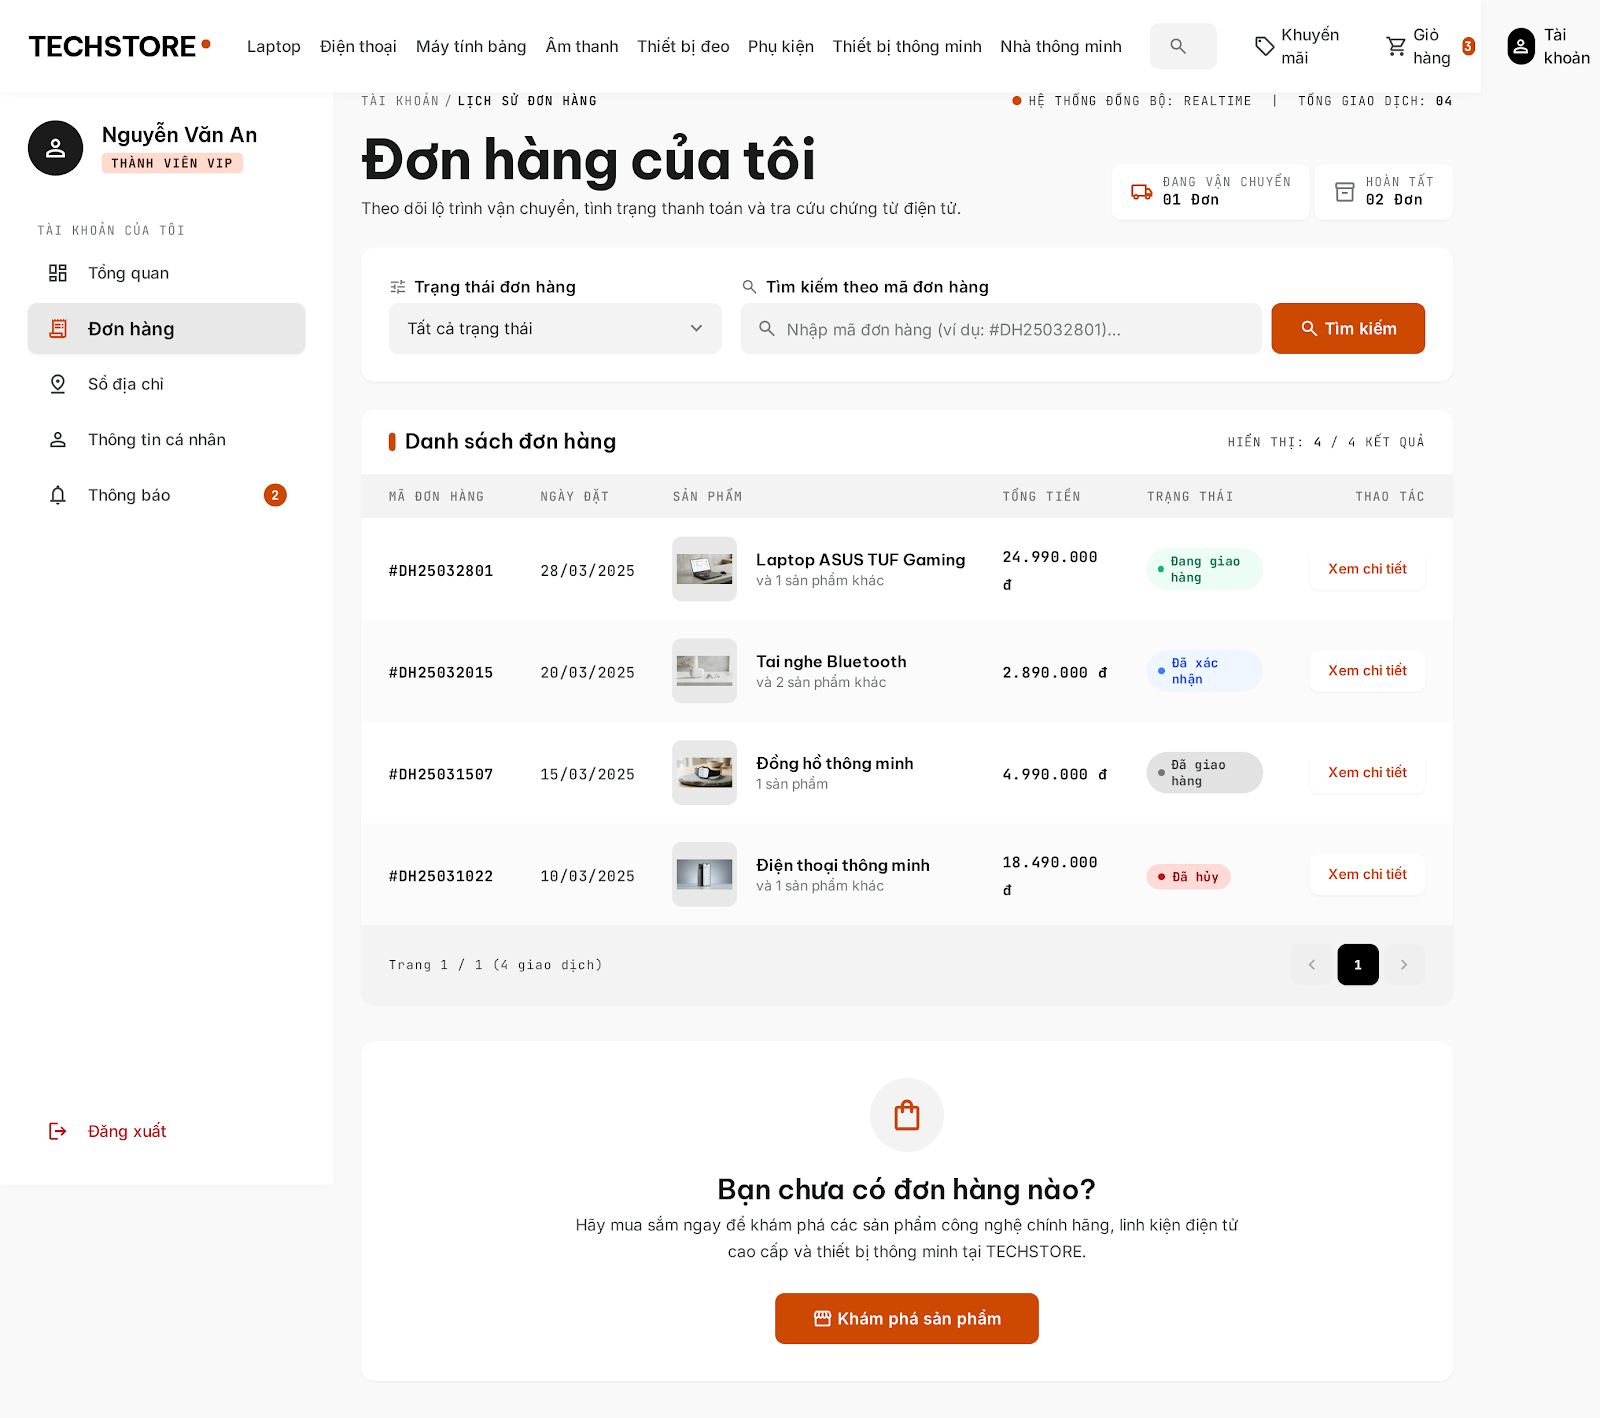 TECHSTORE
Laptop
Điện thoại
Máy tính bảng
Âm thanh
Thiết bị đeo
Phụ kiện
Thiết bị thông minh
Nhà thông minh
Khuyến
mãi
Giỏ
hàng
3
Tài
khoản
Nguyễn Văn An
THÀNH VIÊN VIP
TÀI KHOẢN CỦA TÔI
Tổng quan
Đơn hàng
Sổ địa chỉ
Thông tin cá nhân
Thông báo
2
Đăng xuất
TÀI KHOẢN / LỊCH SỬ ĐƠN HÀNG
HỆ THỐNG ĐỒNG BỘ: REALTIME | TỔNG GIAO DỊCH: 04
Đơn hàng của tôi
Theo dõi lộ trình vận chuyển, tình trạng thanh toán và tra cứu chứng từ điện tử.
ĐANG VẬN CHUYỂN
01 Đơn
HOÀN TẤT
02 Đơn
Trạng thái đơn hàng
Tất cả trạng thái
Tìm kiếm theo mã đơn hàng
Nhập mã đơn hàng (ví dụ: #DH25032801)...
Tìm kiếm
Danh sách đơn hàng
HIỂN THỊ: 4 / 4 KẾT QUẢ
MÃ ĐƠN HÀNG
NGÀY ĐẶT
SẢN PHẨM
TỔNG TIỀN
TRẠNG THÁI
THAO TÁC
#DH25032801
28/03/2025
Laptop ASUS TUF Gaming
và 1 sản phẩm khác
24.990.000
đ
Đang giao
hàng
Xem chi tiết
#DH25032015
20/03/2025
Tai nghe Bluetooth
và 2 sản phẩm khác
2.890.000 đ
Đã xác
nhận
Xem chi tiết
#DH25031507
15/03/2025
Đồng hồ thông minh
1 sản phẩm
4.990.000 đ
Đã giao
hàng
Xem chi tiết
#DH25031022
10/03/2025
Điện thoại thông minh
và 1 sản phẩm khác
18.490.000
đ
Đã hủy
Xem chi tiết
Trang 1 / 1 (4 giao dịch)
1
Bạn chưa có đơn hàng nào?
Hãy mua sắm ngay để khám phá các sản phẩm công nghệ chính hãng, linh kiện điện tử
cao cấp và thiết bị thông minh tại TECHSTORE.
Khám phá sản phẩm